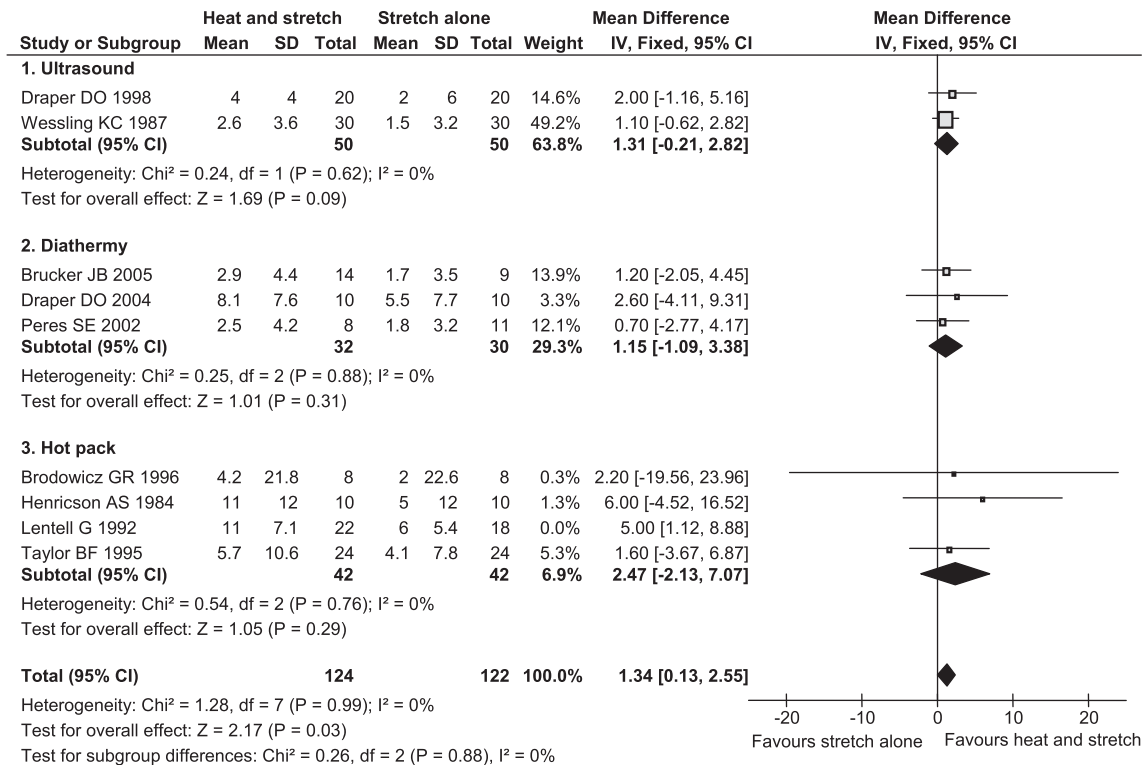 Heat and stretch Stretch alone Mean Difference Mean Difference
Study or Subgroup Mean SD Total Mean SD Total Weight IV, Fixed, 95% CI IV, Fixed, 95% CI
1. Ultrasound
Draper DO 1998 4 4 20 2 6 20 14.6% 2.00 [-1.16, 5.16]
Wessling KC 1987 2.6 3.6 30 1.5 3.2 30 49.2% 1.10 [-0.62, 2.82]
Subtotal (95% CI) 50 50 63.8% 1.31 [-0.21, 2.82]
Heterogeneity: Chi² = 0.24, df = 1 (P = 0.62); I² = 0%
Test for overall effect: Z = 1.69 (P = 0.09)
2. Diathermy
Brucker JB 2005 2.9 4.4 14 1.7 3.5 9 13.9% 1.20 [-2.05, 4.45]
Draper DO 2004 8.1 7.6 10 5.5 7.7 10 3.3% 2.60 [-4.11, 9.31]
Peres SE 2002 2.5 4.2 8 1.8 3.2 11 12.1% 0.70 [-2.77, 4.17]
Subtotal (95% CI) 32 30 29.3% 1.15 [-1.09, 3.38]
Heterogeneity: Chi² = 0.25, df = 2 (P = 0.88); I² = 0%
Test for overall effect: Z = 1.01 (P = 0.31)
3. Hot pack
Brodowicz GR 1996 4.2 21.8 8 2 22.6 8 0.3% 2.20 [-19.56, 23.96]
Henricson AS 1984 11 12 10 5 12 10 1.3% 6.00 [-4.52, 16.52]
Lentell G 1992 11 7.1 22 6 5.4 18 0.0% 5.00 [1.12, 8.88]
Taylor BF 1995 5.7 10.6 24 4.1 7.8 24 5.3% 1.60 [-3.67, 6.87]
Subtotal (95% CI) 42 42 6.9% 2.47 [-2.13, 7.07]
Heterogeneity: Chi² = 0.54, df = 2 (P = 0.76); I² = 0%
Test for overall effect: Z = 1.05 (P = 0.29)
Total (95% CI) 124 122 100.0% 1.34 [0.13, 2.55]
Heterogeneity: Chi² = 1.28, df = 7 (P = 0.99); I² = 0%
Test for overall effect: Z = 2.17 (P = 0.03)
Test for subgroup differences: Chi² = 0.26, df = 2 (P = 0.88), I² = 0%
-20 -10 0 10 20
Favours stretch alone Favours heat and stretch